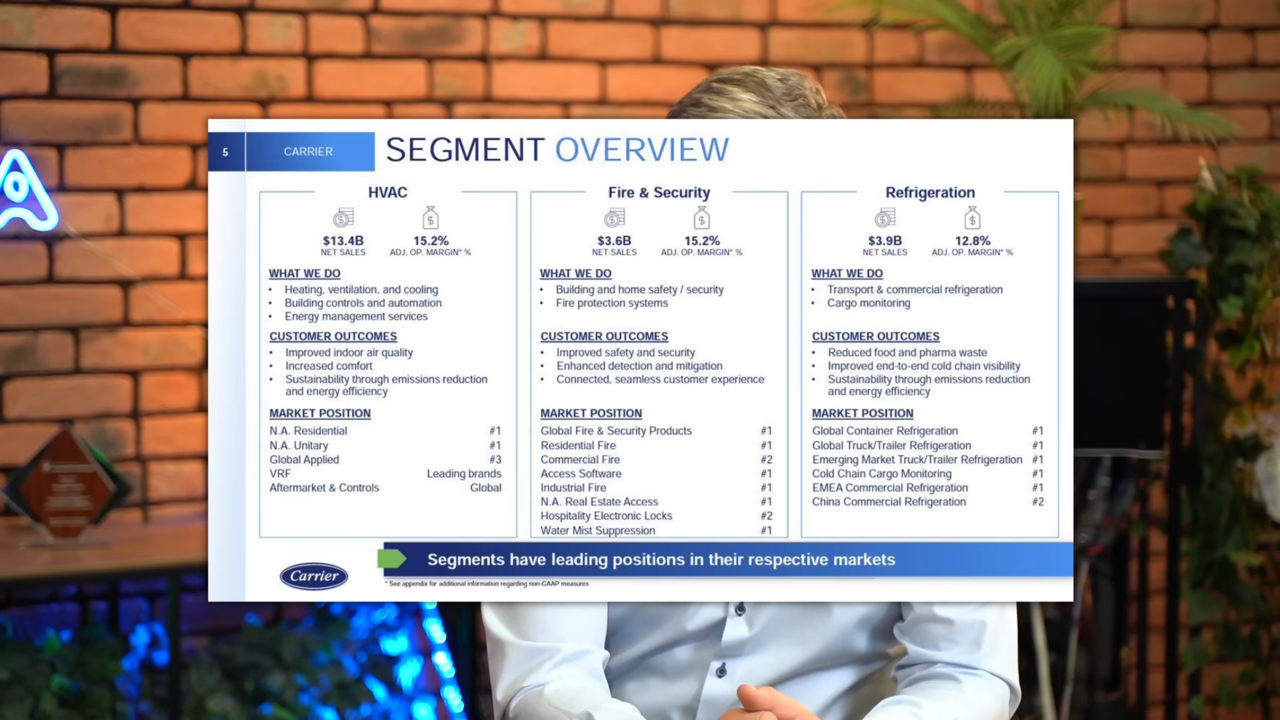 5
CARRIER
SEGMENT OVERVIEW
HVAC
$13.4B
NET SALES
15.2%
ADJ. OP. MARGIN* %
WHAT WE DO
• Heating, ventilation, and cooling
• Building controls and automation
• Energy management services
CUSTOMER OUTCOMES
• Improved indoor air quality
• Increased comfort
• Sustainability through emissions reduction
and energy efficiency
MARKET POSITION
N.A. Residential #1
N.A. Unitary #1
Global Applied #3
VRF Leading brands
Aftermarket & Controls Global
Fire & Security
$3.6B
NET SALES
15.2%
ADJ. OP. MARGIN* %
WHAT WE DO
• Building and home safety / security
• Fire protection systems
CUSTOMER OUTCOMES
• Improved safety and security
• Enhanced detection and mitigation
• Connected, seamless customer experience
MARKET POSITION
Global Fire & Security Products #1
Residential Fire #1
Commercial Fire #2
Access Software #1
Industrial Fire #1
N.A. Real Estate Access #1
Hospitality Electronic Locks #2
Water Mist Suppression #1
Refrigeration
$3.9B
NET SALES
12.8%
ADJ. OP. MARGIN* %
WHAT WE DO
• Transport & commercial refrigeration
• Cargo monitoring
CUSTOMER OUTCOMES
• Reduced food and pharma waste
• Improved end-to-end cold chain visibility
• Sustainability through emissions reduction
and energy efficiency
MARKET POSITION
Global Container Refrigeration #1
Global Truck/Trailer Refrigeration #1
Emerging Market Truck/Trailer Refrigeration #1
Cold Chain Cargo Monitoring #1
EMEA Commercial Refrigeration #1
China Commercial Refrigeration #2
Segments have leading positions in their respective markets
Carrier
* See appendix for additional information regarding non-GAAP measures